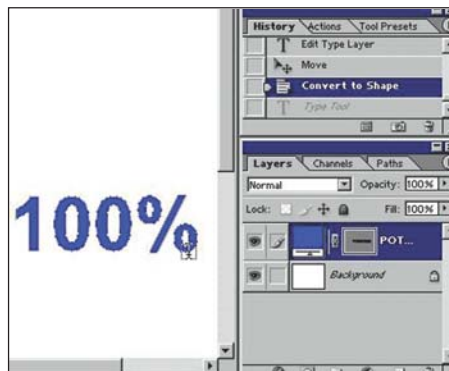 History Actions Tool Presets
Edit Type Layer
Move
Convert to Shape
Type Tool
100%
Layers Channels Paths
Normal Opacity: 100%
Lock: Fill: 100%
POT...
Background